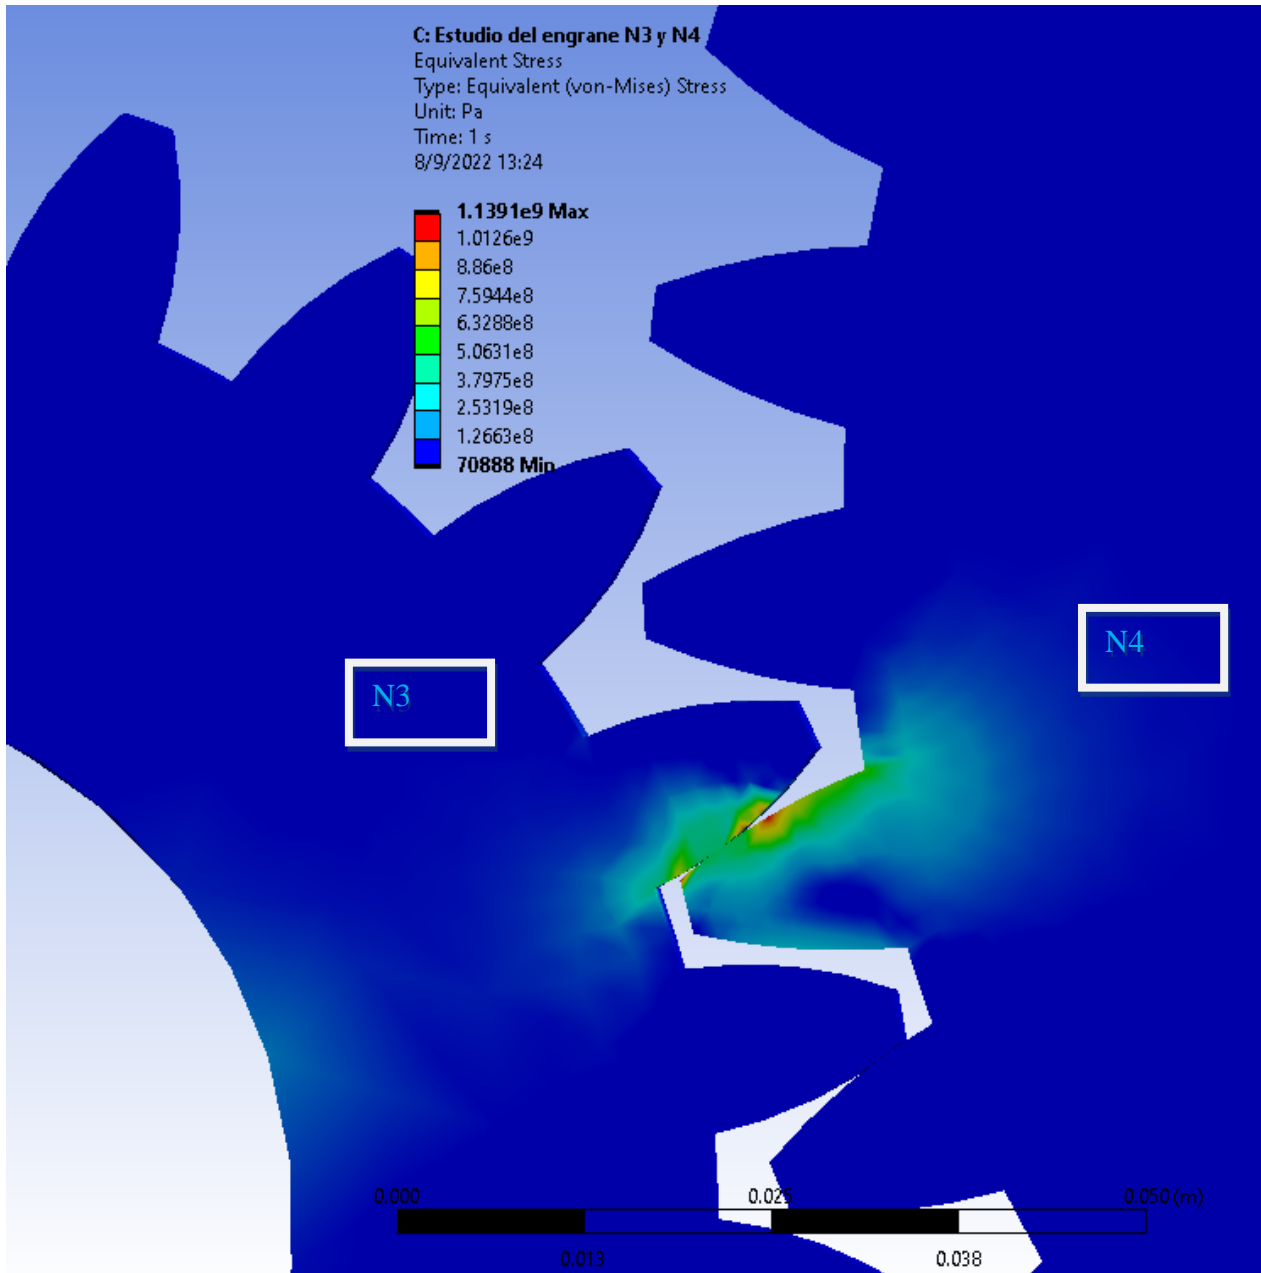 C: Estudio del engrane N3 y N4
Equivalent Stress
Type: Equivalent (von-Mises) Stress
Unit: Pa
Time: 1 s
8/9/2022 13:24
1.1391e9 Max
1.0126e9
8.86e8
7.5944e8
6.3288e8
5.0631e8
3.7975e8
2.5319e8
1.2663e8
70888 Min
N4
N3
0.000 0.025 0.050 (m)
0.013 0.038